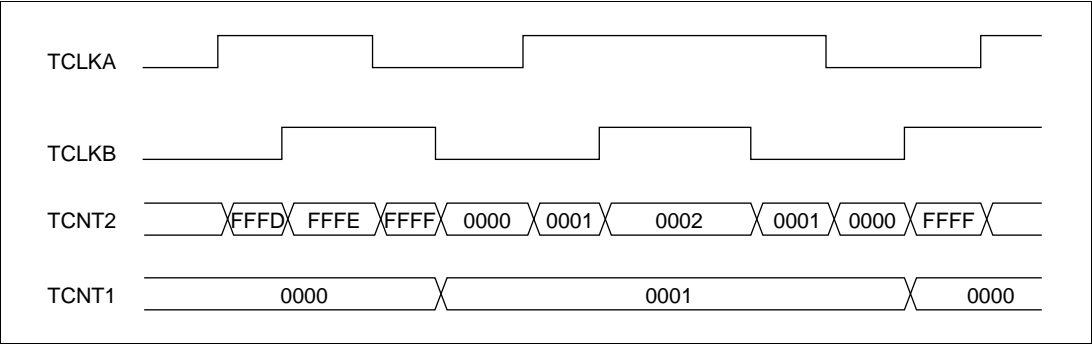 TCLKA
TCLKB
TCNT2 FFFD FFFE FFFF 0000 0001 0002 0001 0000 FFFF
TCNT1 0000 0001 0000